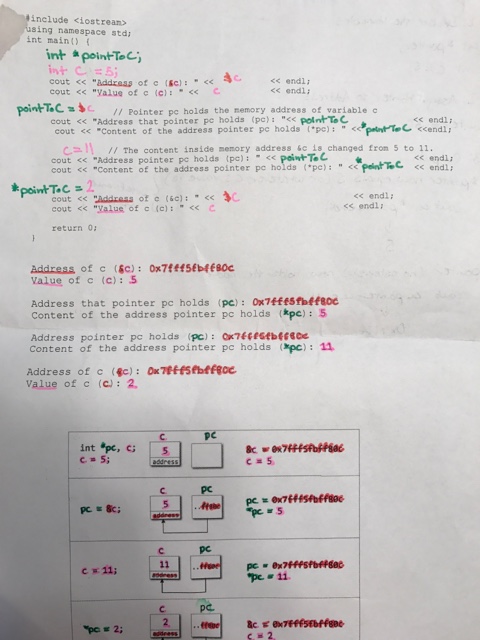 #include <iostream>
using namespace std;
int main() {
int *pointToC;
int C = 5;
cout << "Address of c (&c): " << &c << endl;
cout << "Value of c (c): " << c << endl;
pointToC = &c // Pointer pc holds the memory address of variable c
cout << "Address that pointer pc holds (pc): "<< pointToC << endl;
cout << "Content of the address pointer pc holds (*pc): " << *pointToC <<endl;
c=11 // The content inside memory address &c is changed from 5 to 11.
cout << "Address pointer pc holds (pc): " << pointToC << endl;
cout << "Content of the address pointer pc holds (*pc): " << *pointToC << endl;
*pointToC = 2
cout << "Address of c (&c): " << &C << endl;
cout << "Value of c (c): " << C << endl;
return 0;
}
Address of c (&c): 0x7fff5fbff80c
Value of c (c): 5
Address that pointer pc holds (pc): 0x7fff5fbff80c
Content of the address pointer pc holds (*pc): 5
Address pointer pc holds (pc): 0x7fff5fbff80c
Content of the address pointer pc holds (*pc): 11
Address of c (&c): 0x7fff5fbff80c
Value of c (c): 2
C PC
int *pc, C; 5 &c = 0x7fff5fbff80c
C = 5; address C = 5
C PC
PC = &c; 5 PC = 0x7fff5fbff80c
address *pc = 5
C PC
C = 11; 11 PC = 0x7fff5fbff80c
address *pc = 11
C PC
*pc = 2; 2 &c = 0x7fff5fbff80c
address C = 2